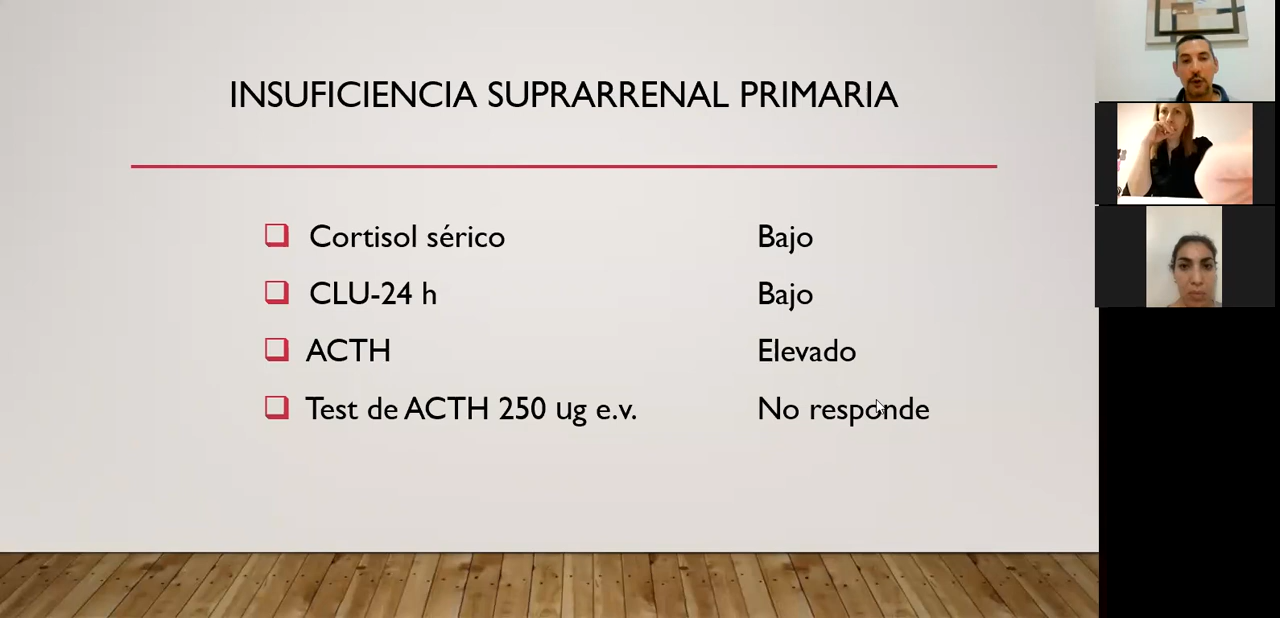 INSUFICIENCIA SUPRARRENAL PRIMARIA
Cortisol sérico Bajo
CLU-24 h Bajo
ACTH Elevado
Test de ACTH 250 ug e.v. No responde